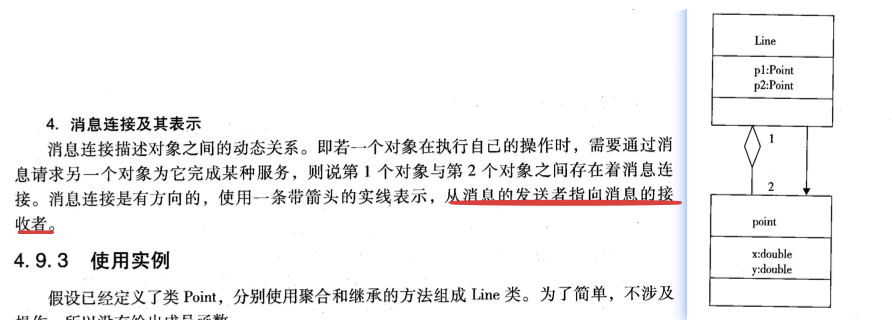 4. 消息连接及其表示
消息连接描述对象之间的动态关系。即若一个对象在执行自己的操作时，需要通过消
息请求另一个对象为它完成某种服务，则说第 1 个对象与第 2 个对象之间存在着消息连
接。消息连接是有方向的，使用一条带箭头的实线表示，从消息的发送者指向消息的接
收者。
4.9.3 使用实例
假设已经定义了类 Point，分别使用聚合和继承的方法组成 Line 类。为了简单，不涉及
Line
p1:Point
p2:Point
1
2
point
x:double
y:double